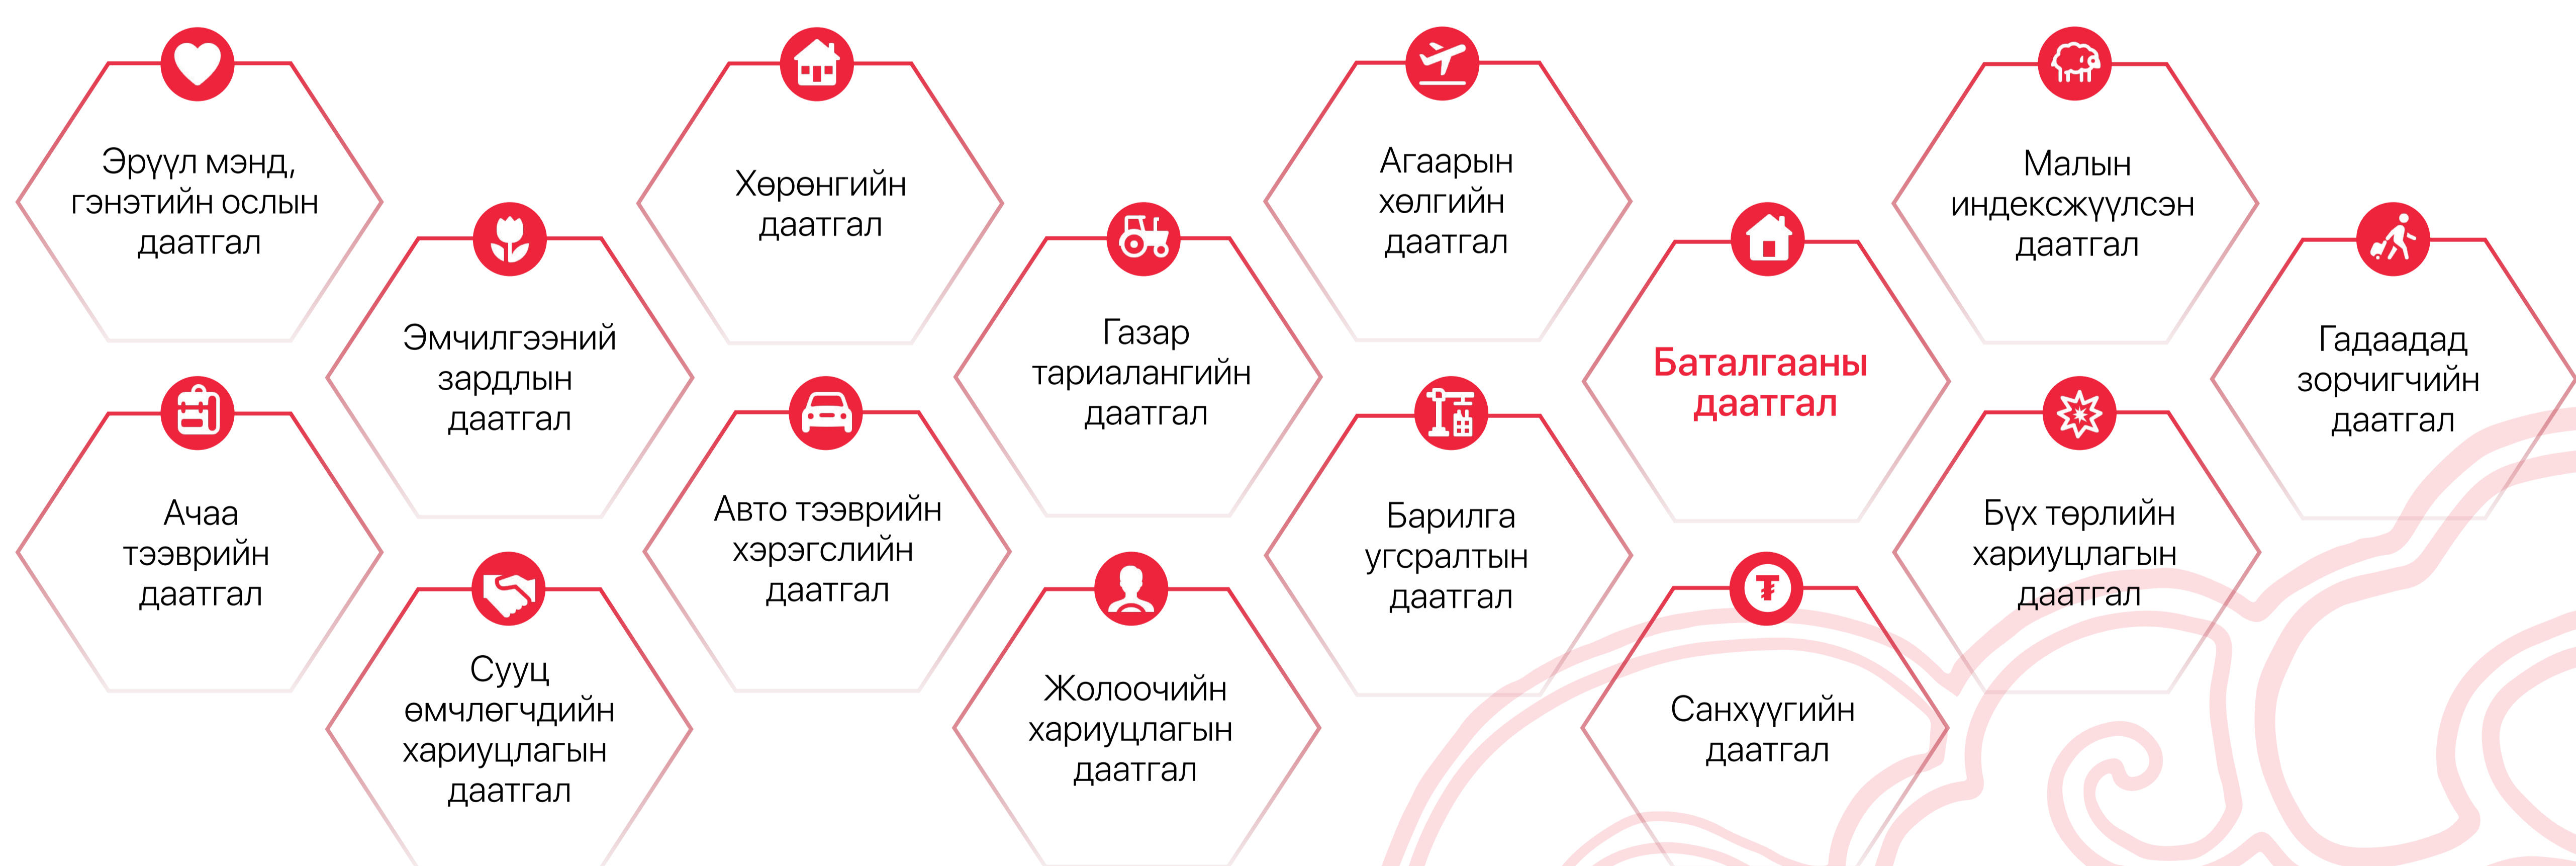 Эрүүл мэнд,
гэнэтийн ослын
даатгал
Эмчилгээний
зардлын
даатгал
Хөрөнгийн
даатгал
Газар
тариалангийн
даатгал
Агаарын
хөлгийн
даатгал
Баталгааны
даатгал
Малын
индексжүүлсэн
даатгал
Гадаадад
зорчигчийн
даатгал
Ачаа
тээврийн
даатгал
Сууц
өмчлөгчдийн
хариуцлагын
даатгал
Авто тээврийн
хэрэгслийн
даатгал
Жолоочийн
хариуцлагын
даатгал
Барилга
угсралтын
даатгал
₮
Санхүүгийн
даатгал
Бүх төрлийн
хариуцлагын
даатгал